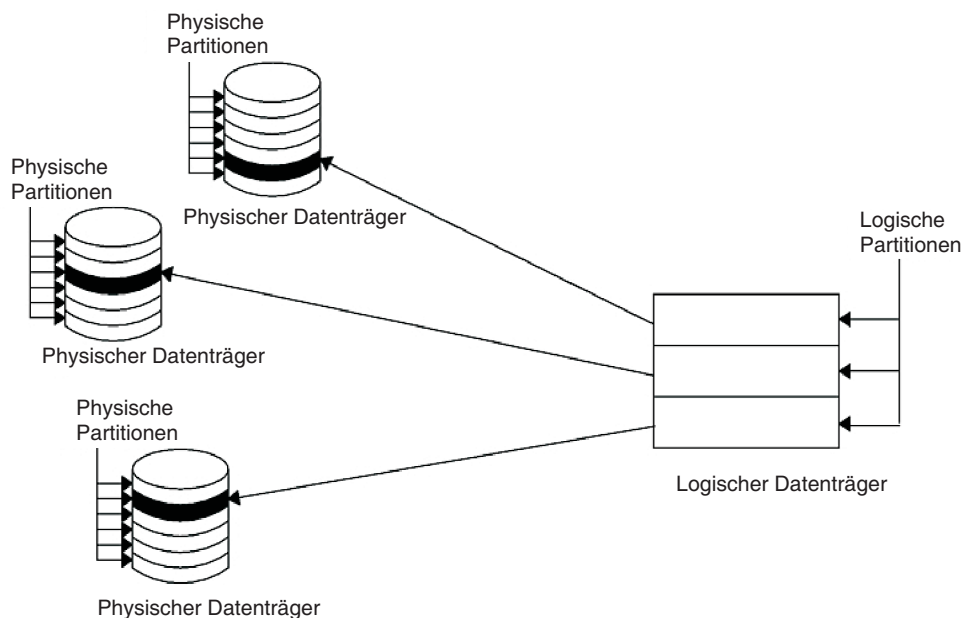 Physische
Partitionen
Physischer Datenträger
Physische
Partitionen
Physischer Datenträger
Logische
Partitionen
Physische
Partitionen
Logischer Datenträger
Physischer Datenträger